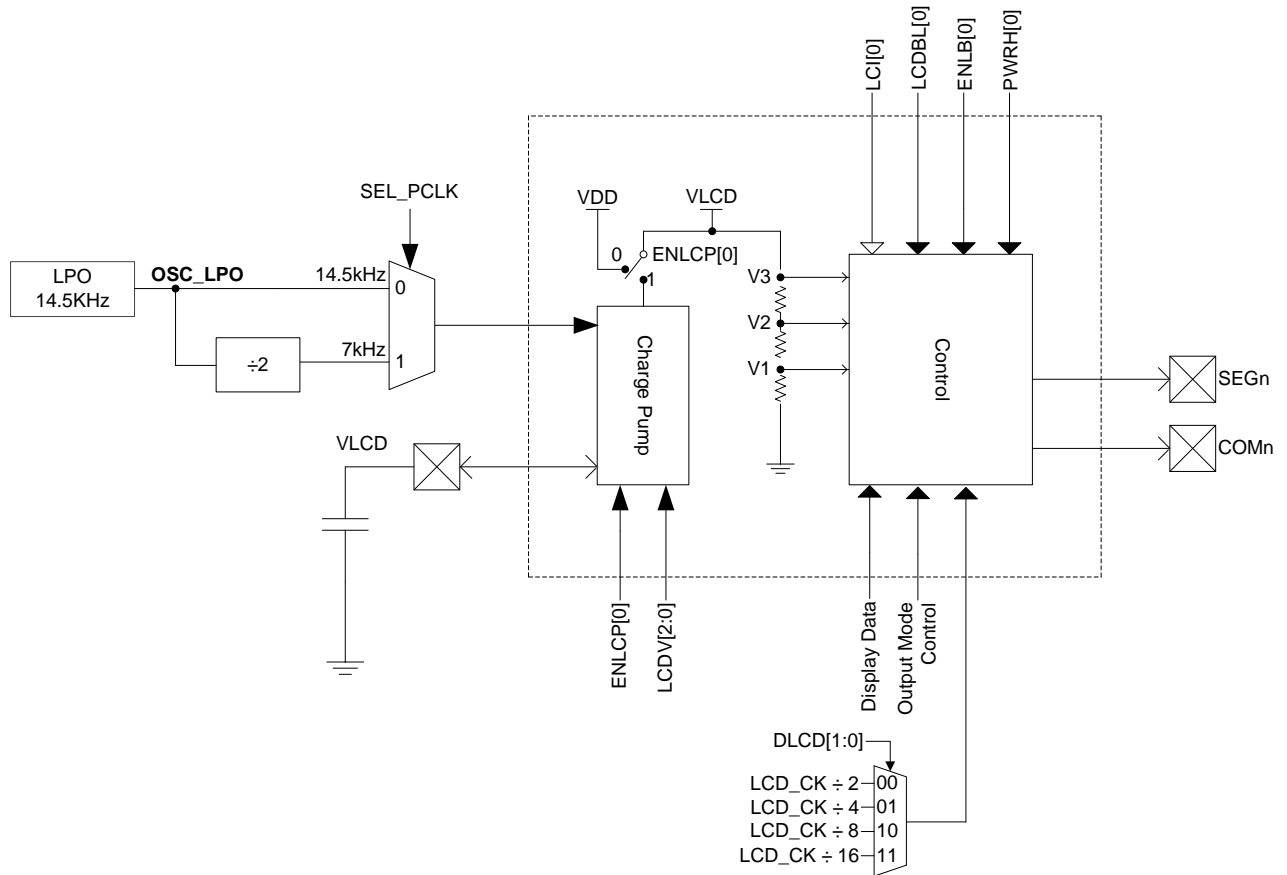 LCI[0]
LCDBL[0]
ENLB[0]
PWRH[0]
SEL_PCLK
VDD
VLCD
0
ENLCP[0]
1
LPO
14.5KHz
OSC_LPO
14.5kHz
0
7kHz
1
÷2
V3
V2
V1
Charge Pump
Control
SEGn
COMn
VLCD
ENLCP[0]
LCDV[2:0]
Display Data
Output Mode
Control
DLCD[1:0]
LCD_CK ÷ 2
00
LCD_CK ÷ 4
01
LCD_CK ÷ 8
10
LCD_CK ÷ 16
11